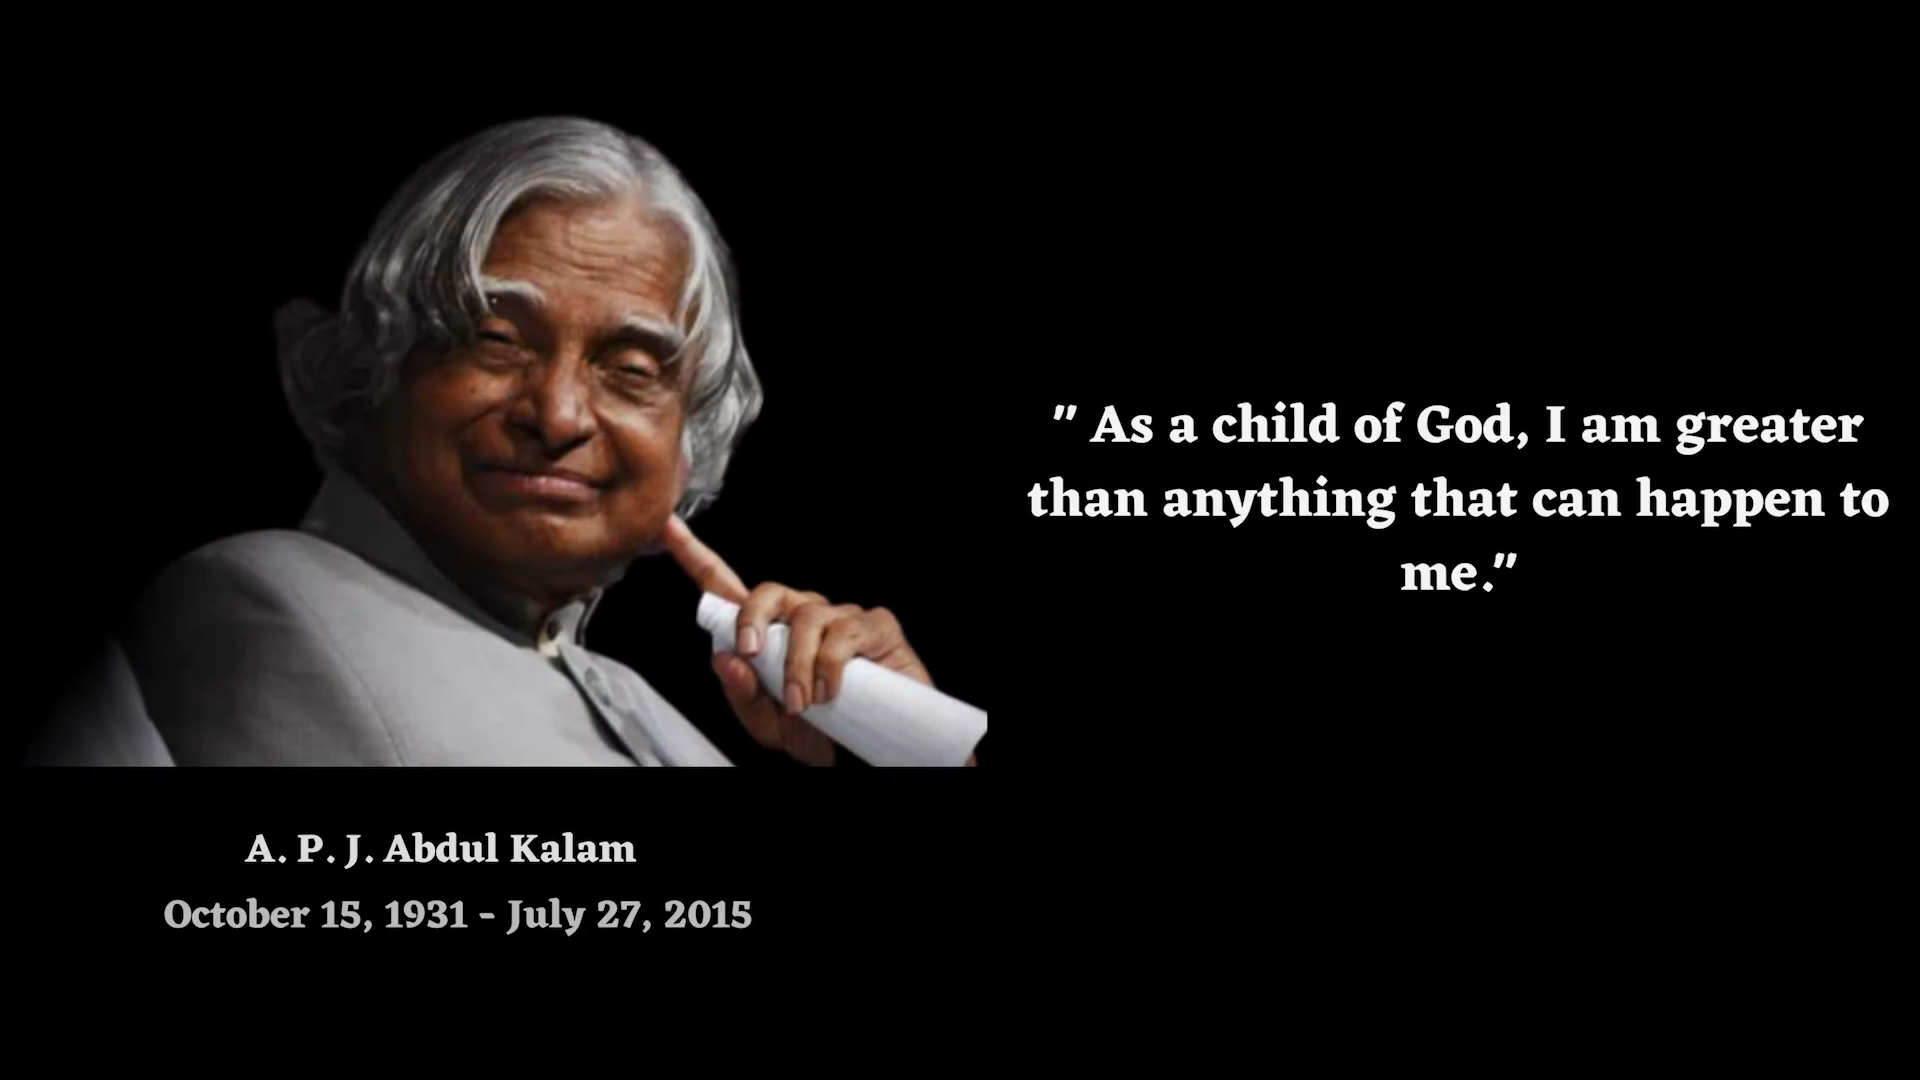 " As a child of God, I am greater
than anything that can happen to
me."
A. P. J. Abdul Kalam
October 15, 1931 - July 27, 2015